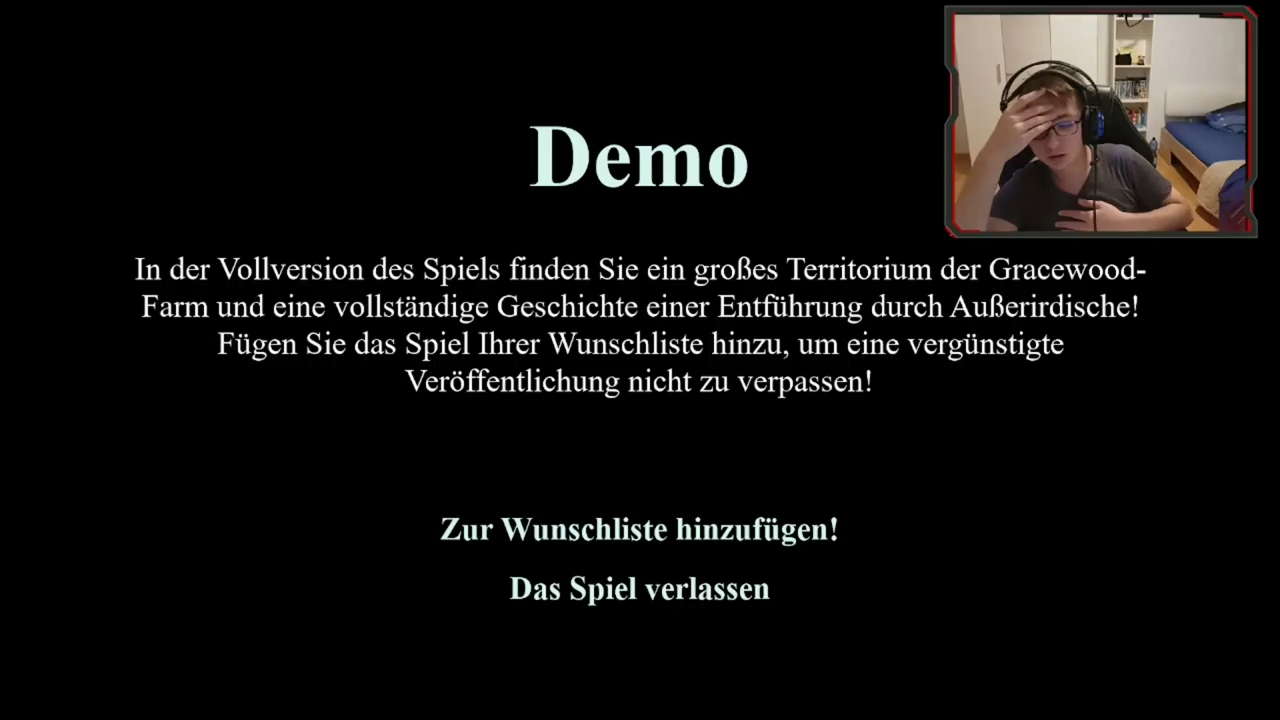 Demo
In der Vollversion des Spiels finden Sie ein großes Territorium der Gracewood-
Farm und eine vollständige Geschichte einer Entführung durch Außerirdische!
Fügen Sie das Spiel Ihrer Wunschliste hinzu, um eine vergünstigte
Veröffentlichung nicht zu verpassen!
Zur Wunschliste hinzufügen!
Das Spiel verlassen